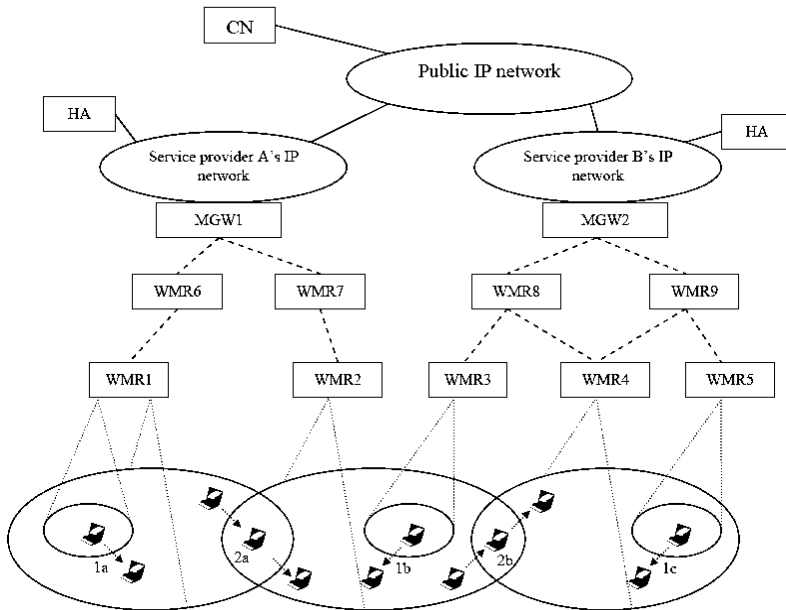 CN
Public IP network
HA
HA
Service provider A's IP
network
Service provider B's IP
network
MGW1
MGW2
WMR6
WMR7
WMR8
WMR9
WMR1
WMR2
WMR3
WMR4
WMR5
1a
2a
1b
2b
1c